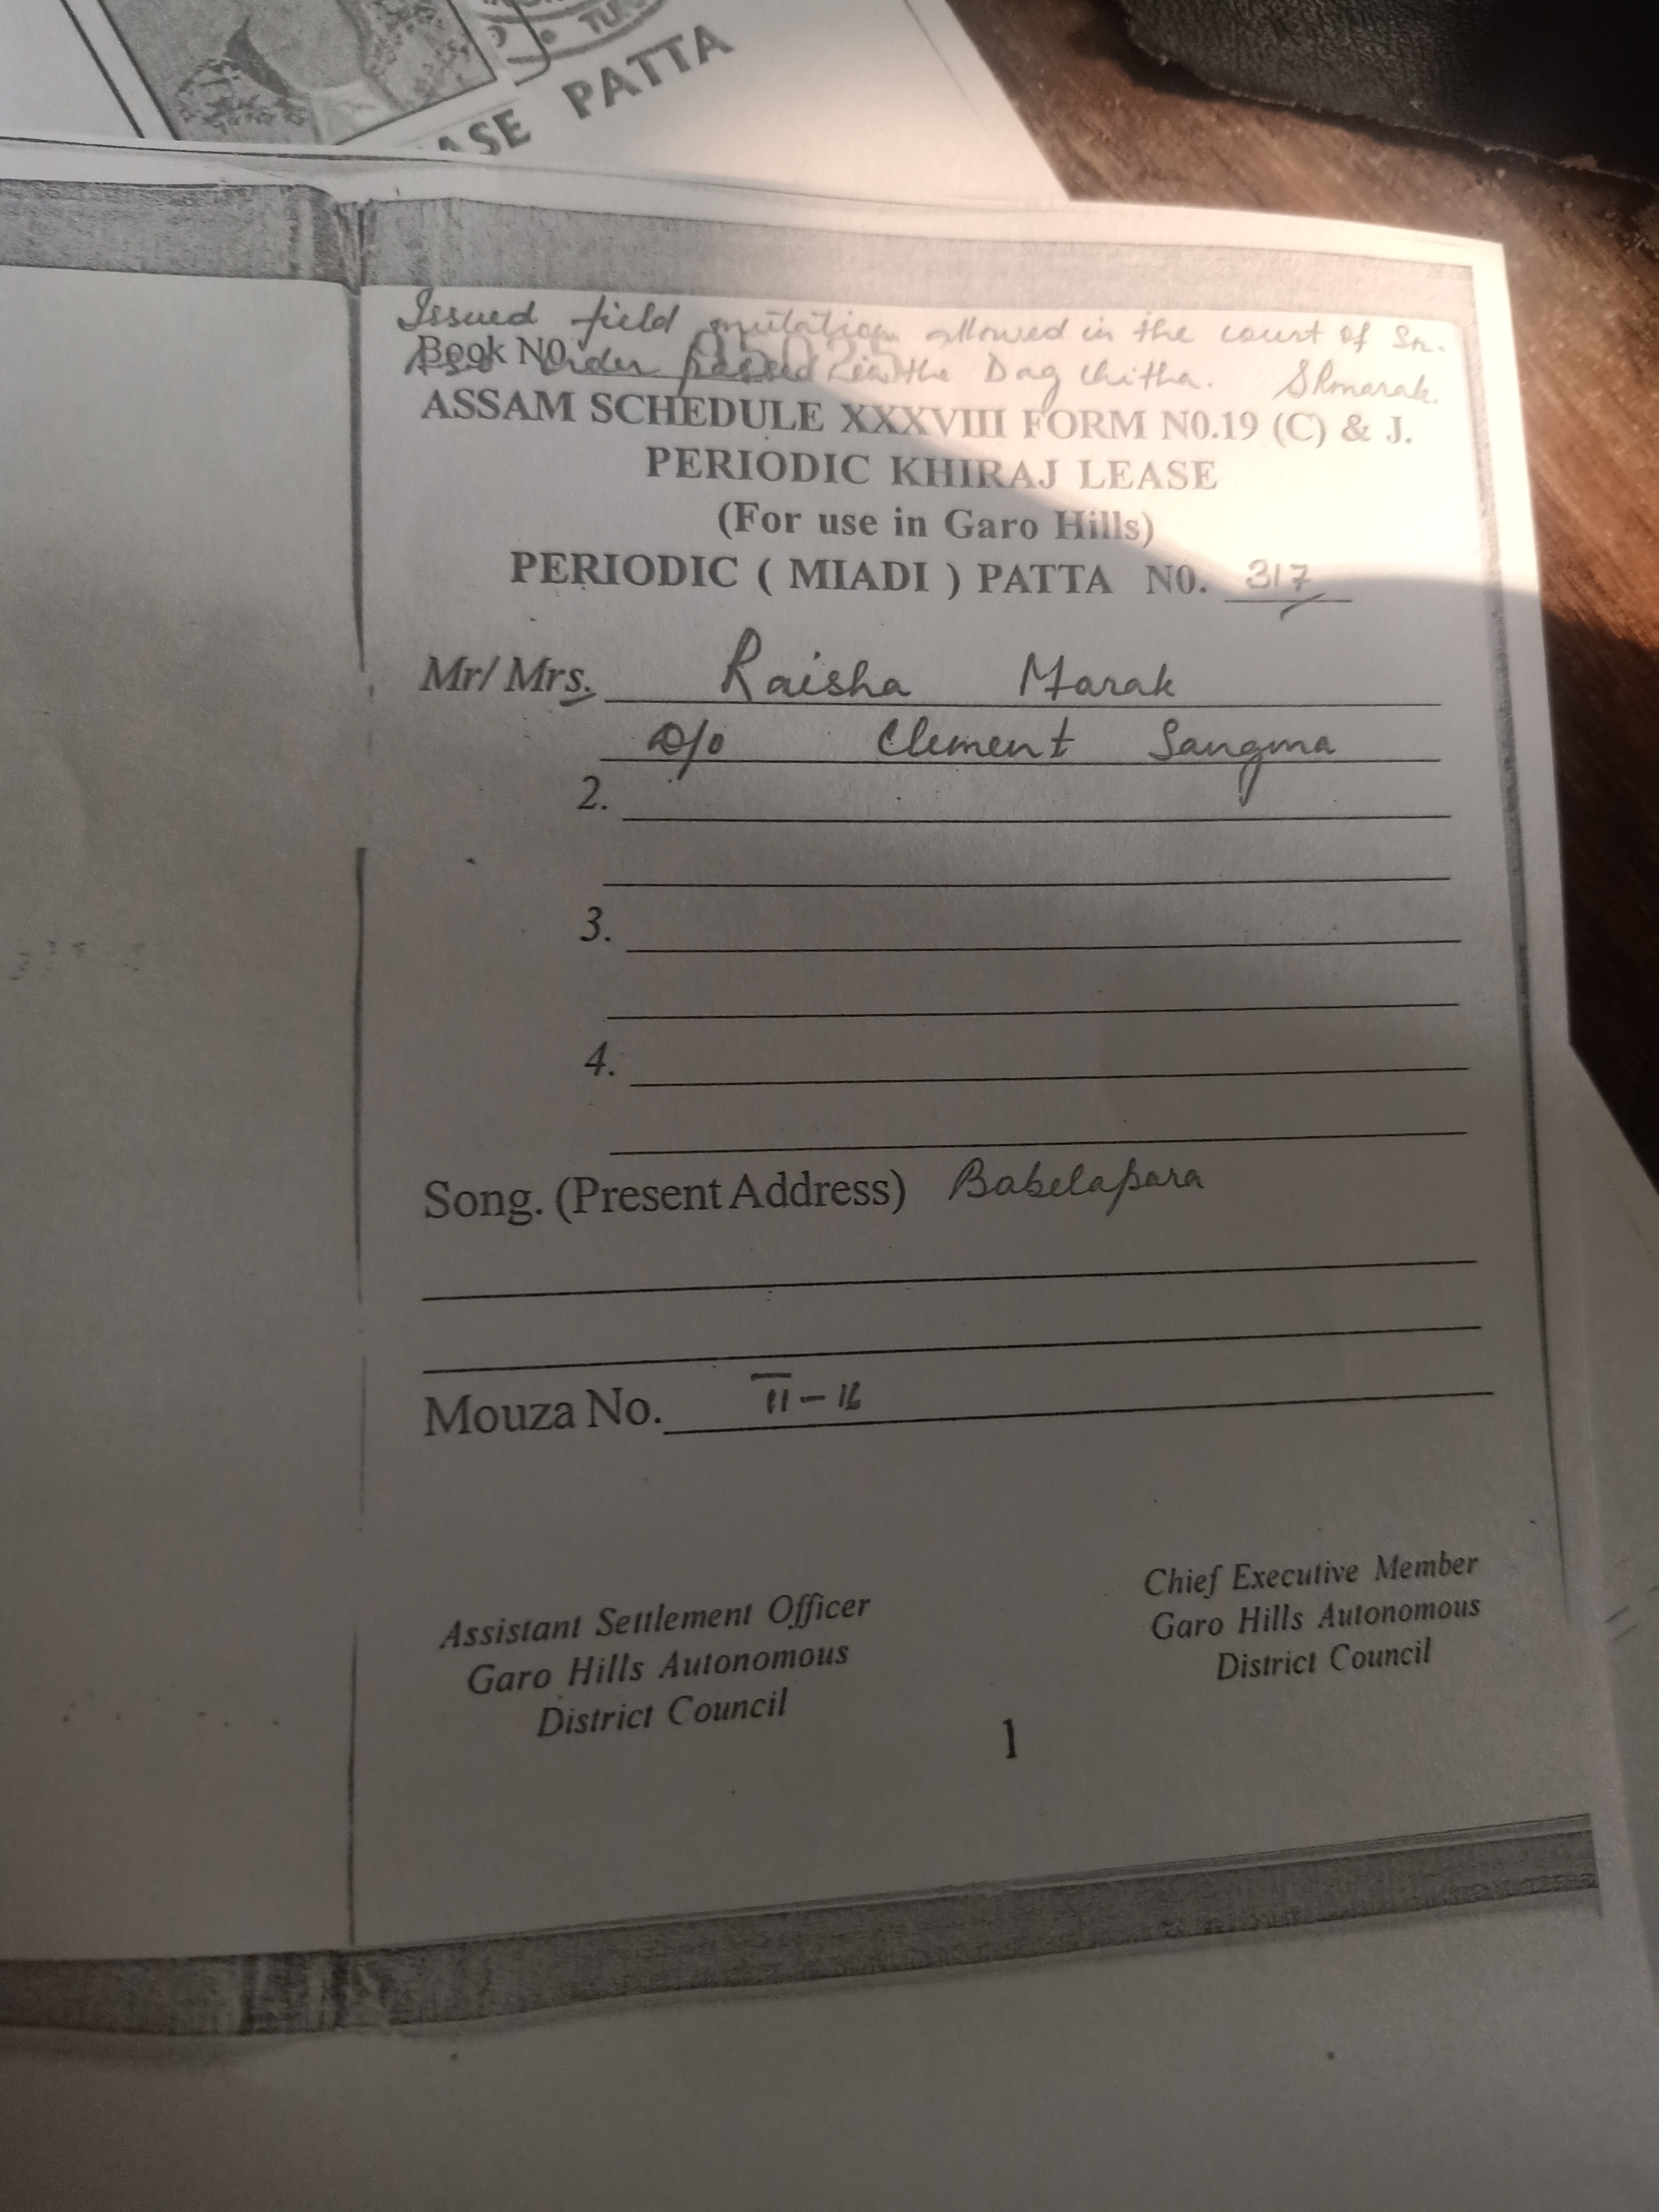 TU
ASE PATTA
Issued field mutation allowed in the court of Sr.
Book NO.
Order passed in the Dag chitha. SRmarak.
ASSAM SCHEDULE XXXVIII FORM N0.19 (C) & J.
PERIODIC KHIRAJ LEASE
(For use in Garo Hills)
PERIODIC ( MIADI ) PATTA N0. 317
Mr/ Mrs. Raisha Marak
D/o Clement Sangma
2.
3.
4.
Song. (Present Address) Babelapara
Mouza No. II - 16
Assistant Settlement Officer
Garo Hills Autonomous
District Council
Chief Executive Member
Garo Hills Autonomous
District Council
1